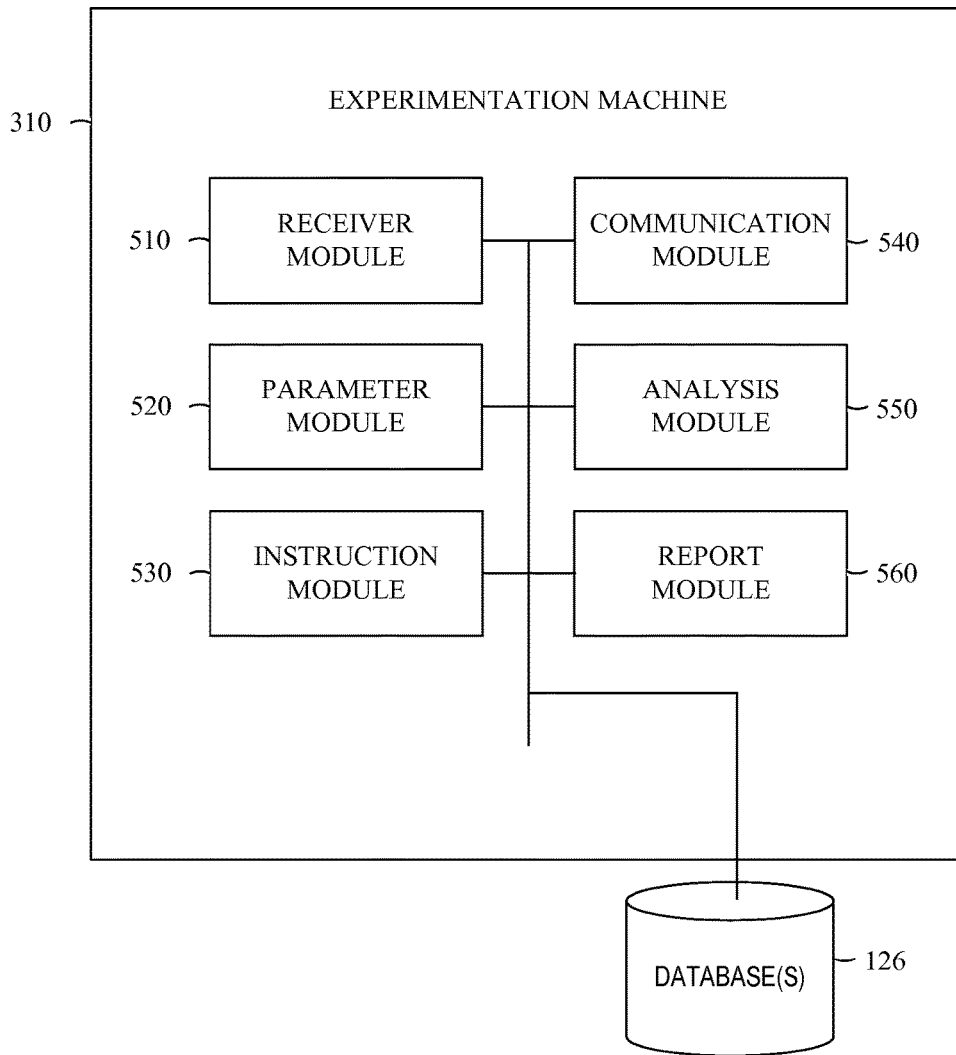 EXPERIMENTATION MACHINE
310
510
RECEIVER
MODULE
COMMUNICATION
MODULE
540
520
PARAMETER
MODULE
ANALYSIS
MODULE
550
530
INSTRUCTION
MODULE
REPORT
MODULE
560
DATABASE(S)
126